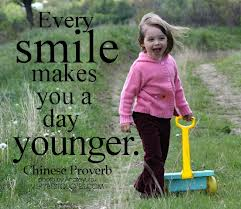 Every
smile
makes
you a
day
younger.
Chinese Proverb